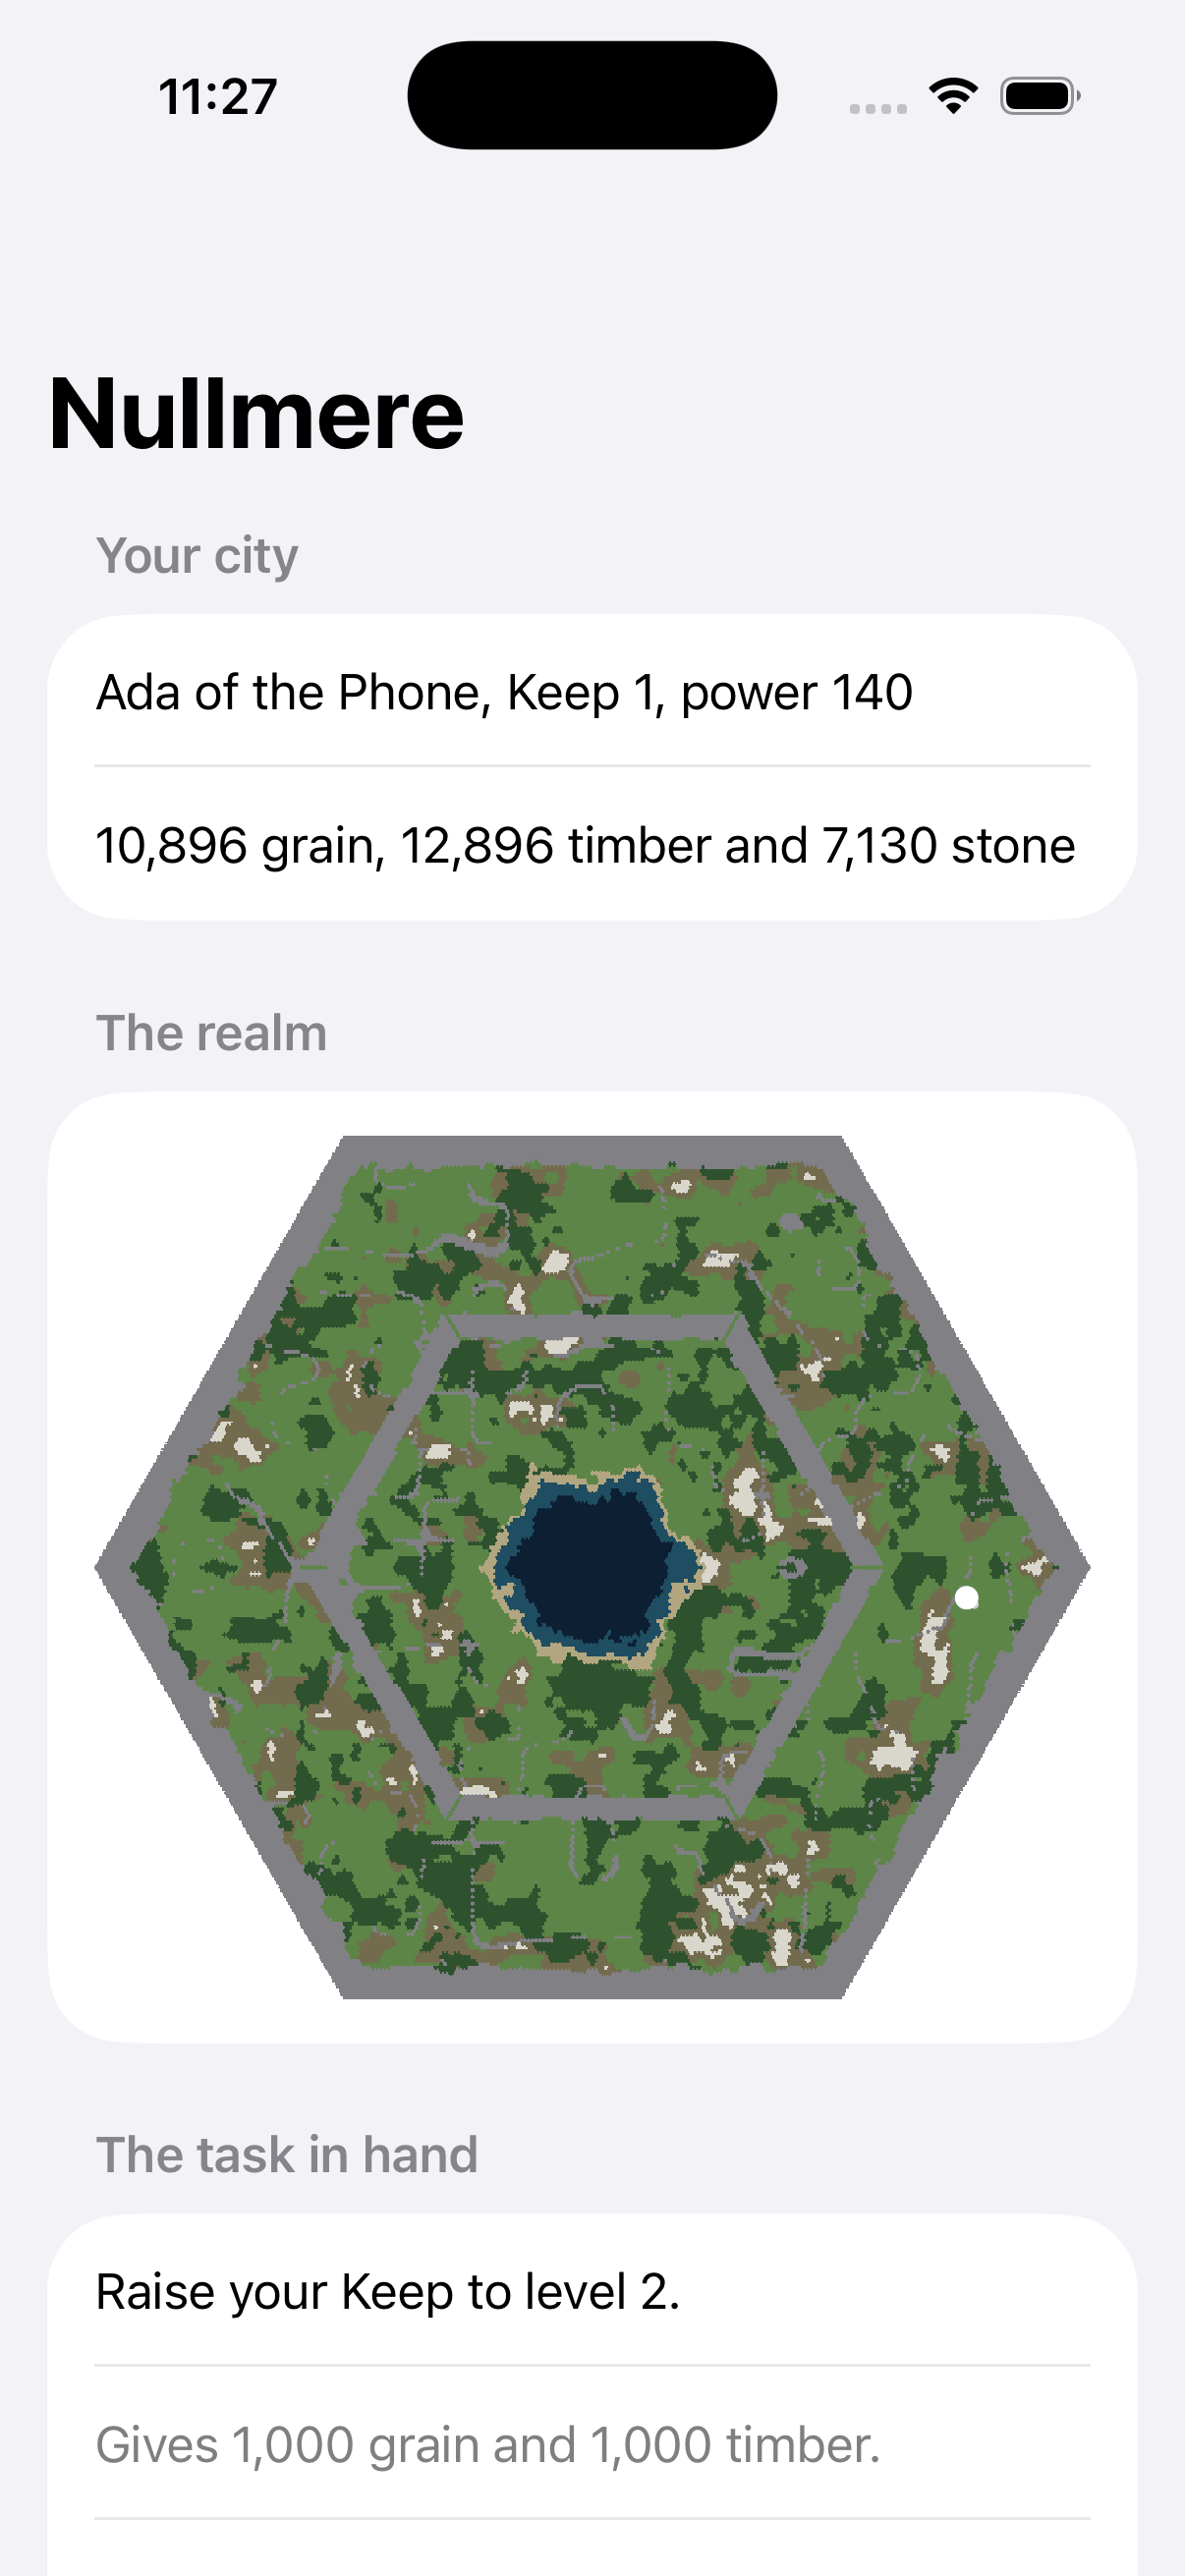 11:27
Nullmere
Your city
Ada of the Phone, Keep 1, power 140
10,896 grain, 12,896 timber and 7,130 stone
The realm
The task in hand
Raise your Keep to level 2.
Gives 1,000 grain and 1,000 timber.